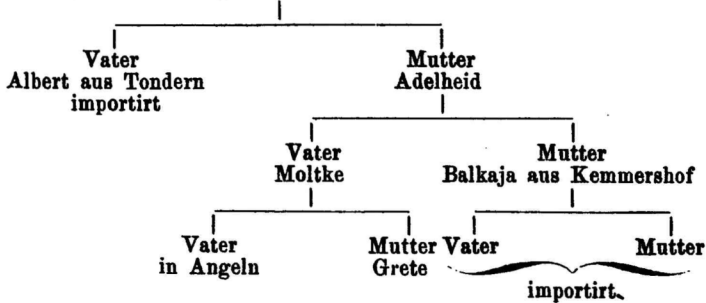 Vater Mutter
Albert aus Tondern Adelheid
importirt
Vater Mutter
Moltke Balkaja aus Kemmershof
Vater Mutter Vater Mutter
in Angeln Grete
importirt.